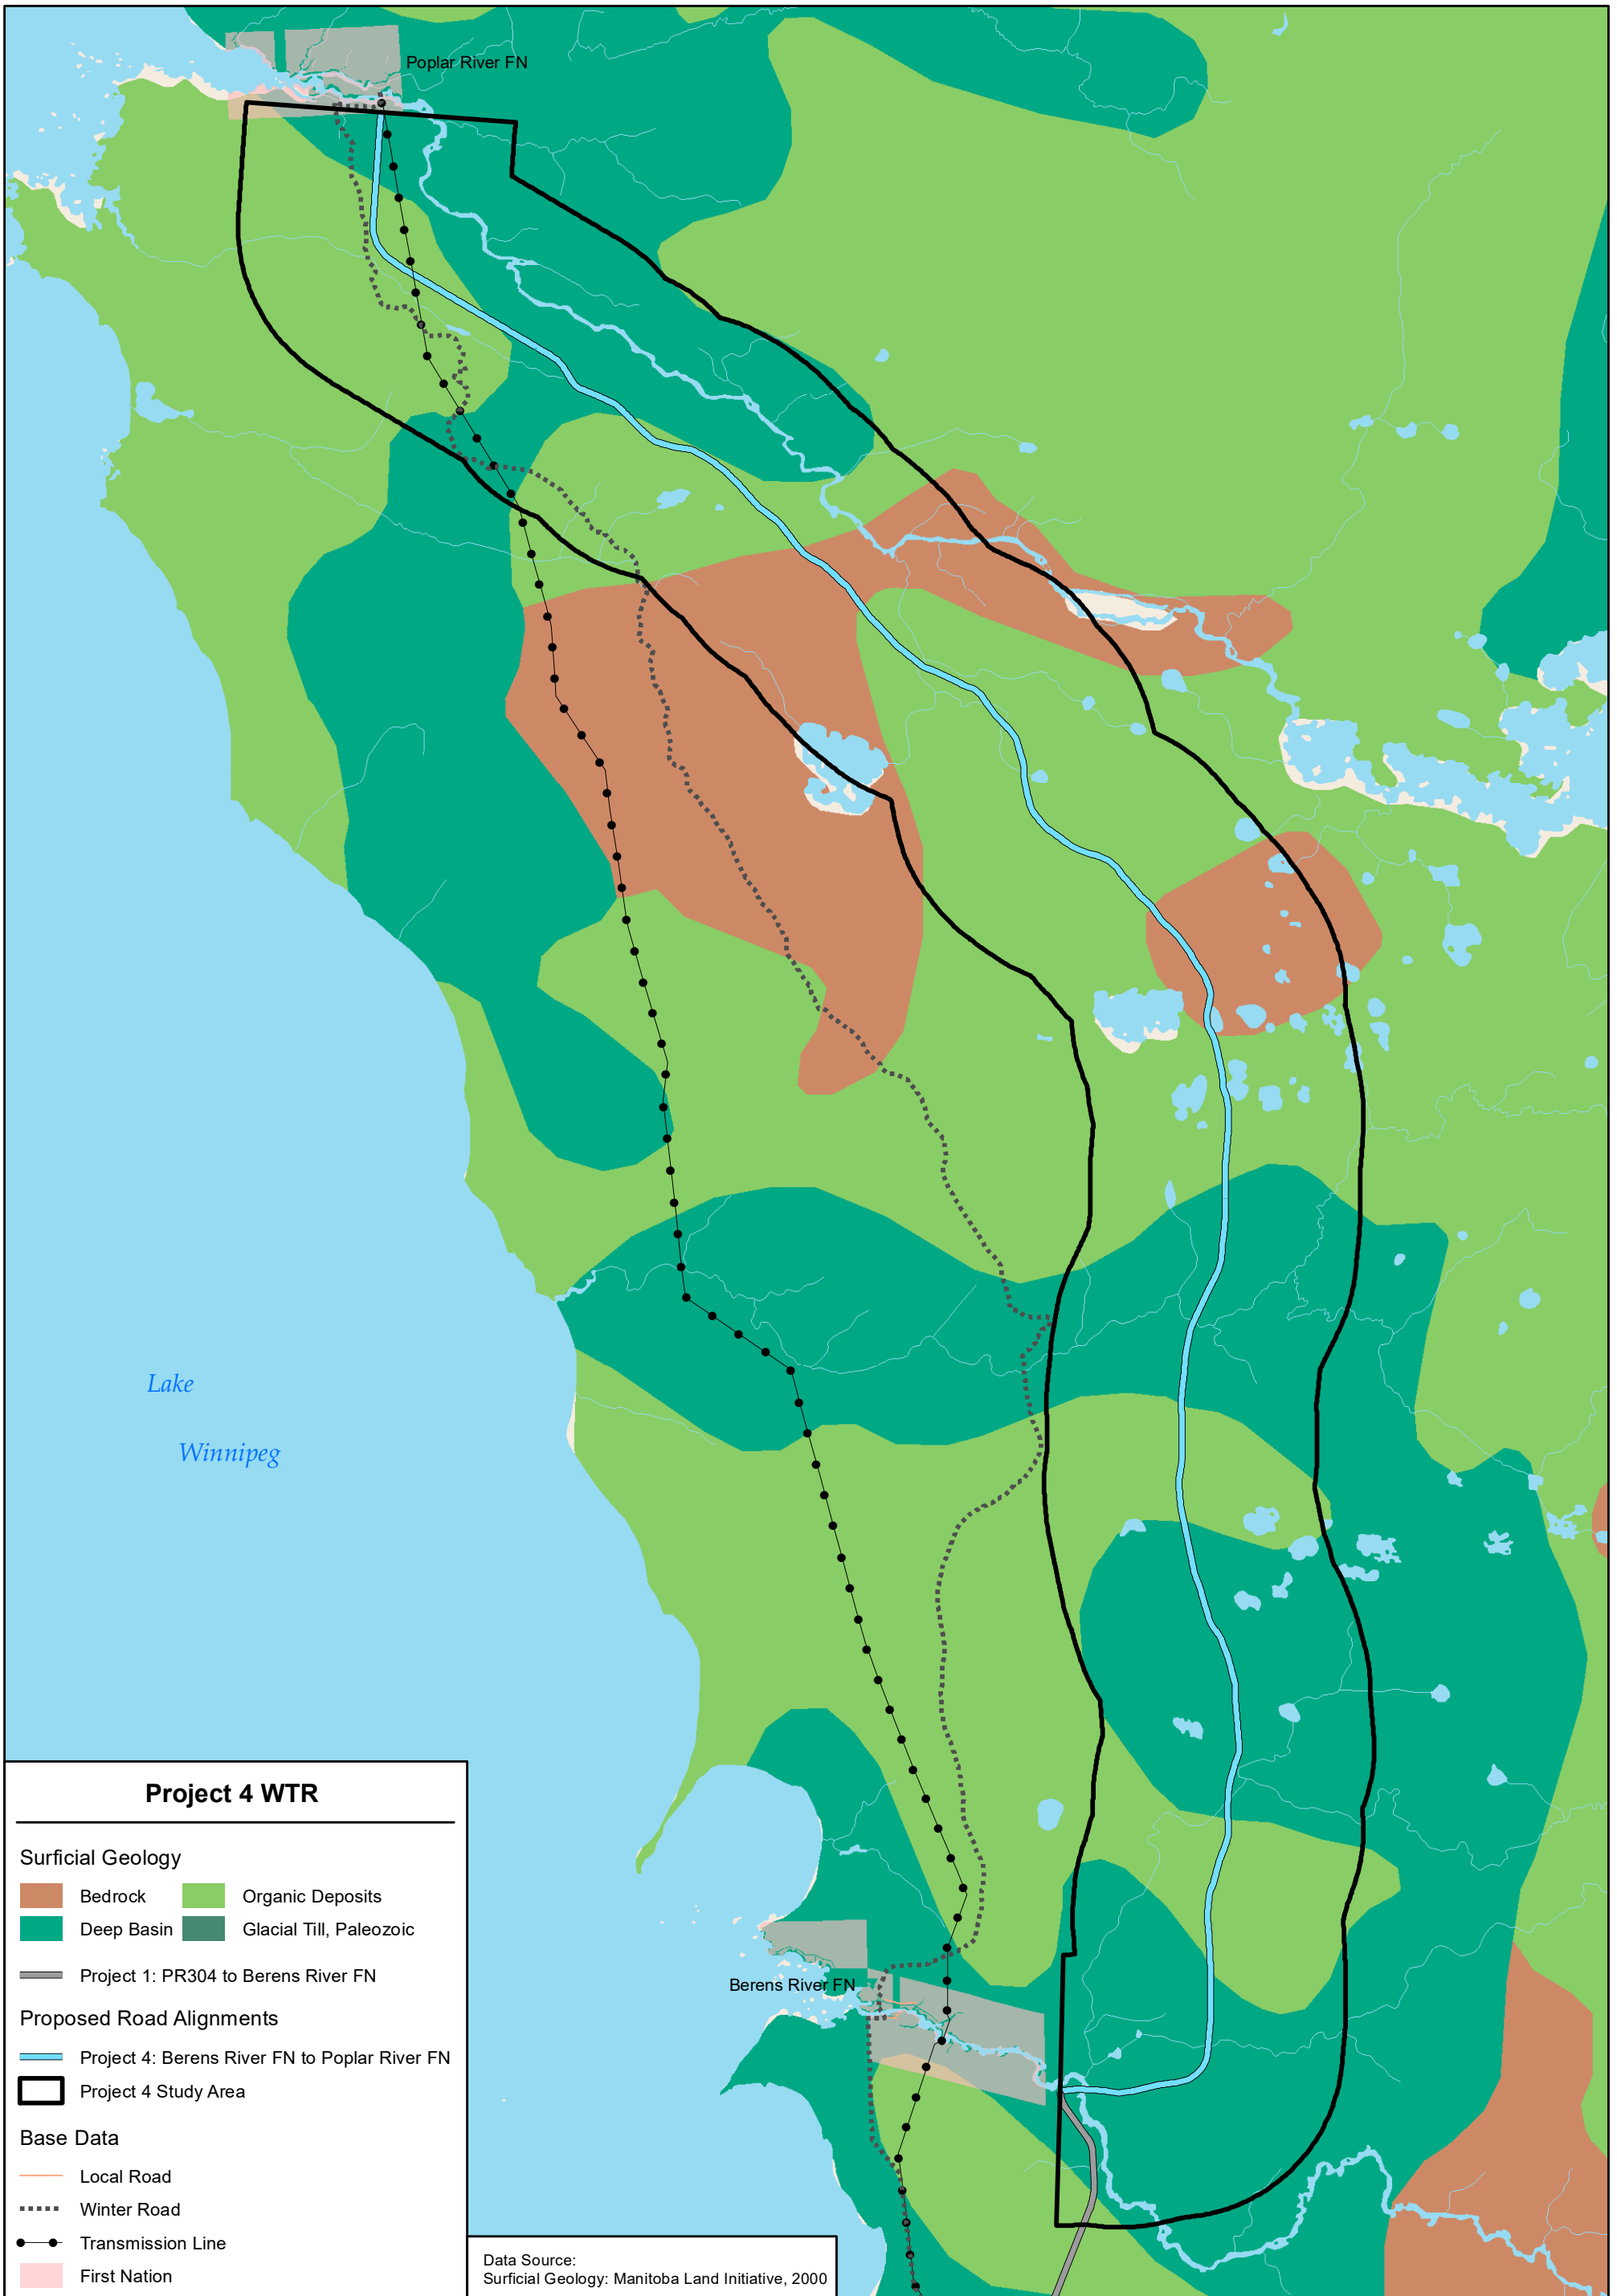 Poplar River FN
Lake
Winnipeg
Berens River FN
Project 4 WTR
Surficial Geology
Bedrock
Organic Deposits
Deep Basin
Glacial Till, Paleozoic
Project 1: PR304 to Berens River FN
Proposed Road Alignments
Project 4: Berens River FN to Poplar River FN
Project 4 Study Area
Base Data
Local Road
Winter Road
Transmission Line
First Nation
Data Source:
Surficial Geology: Manitoba Land Initiative, 2000